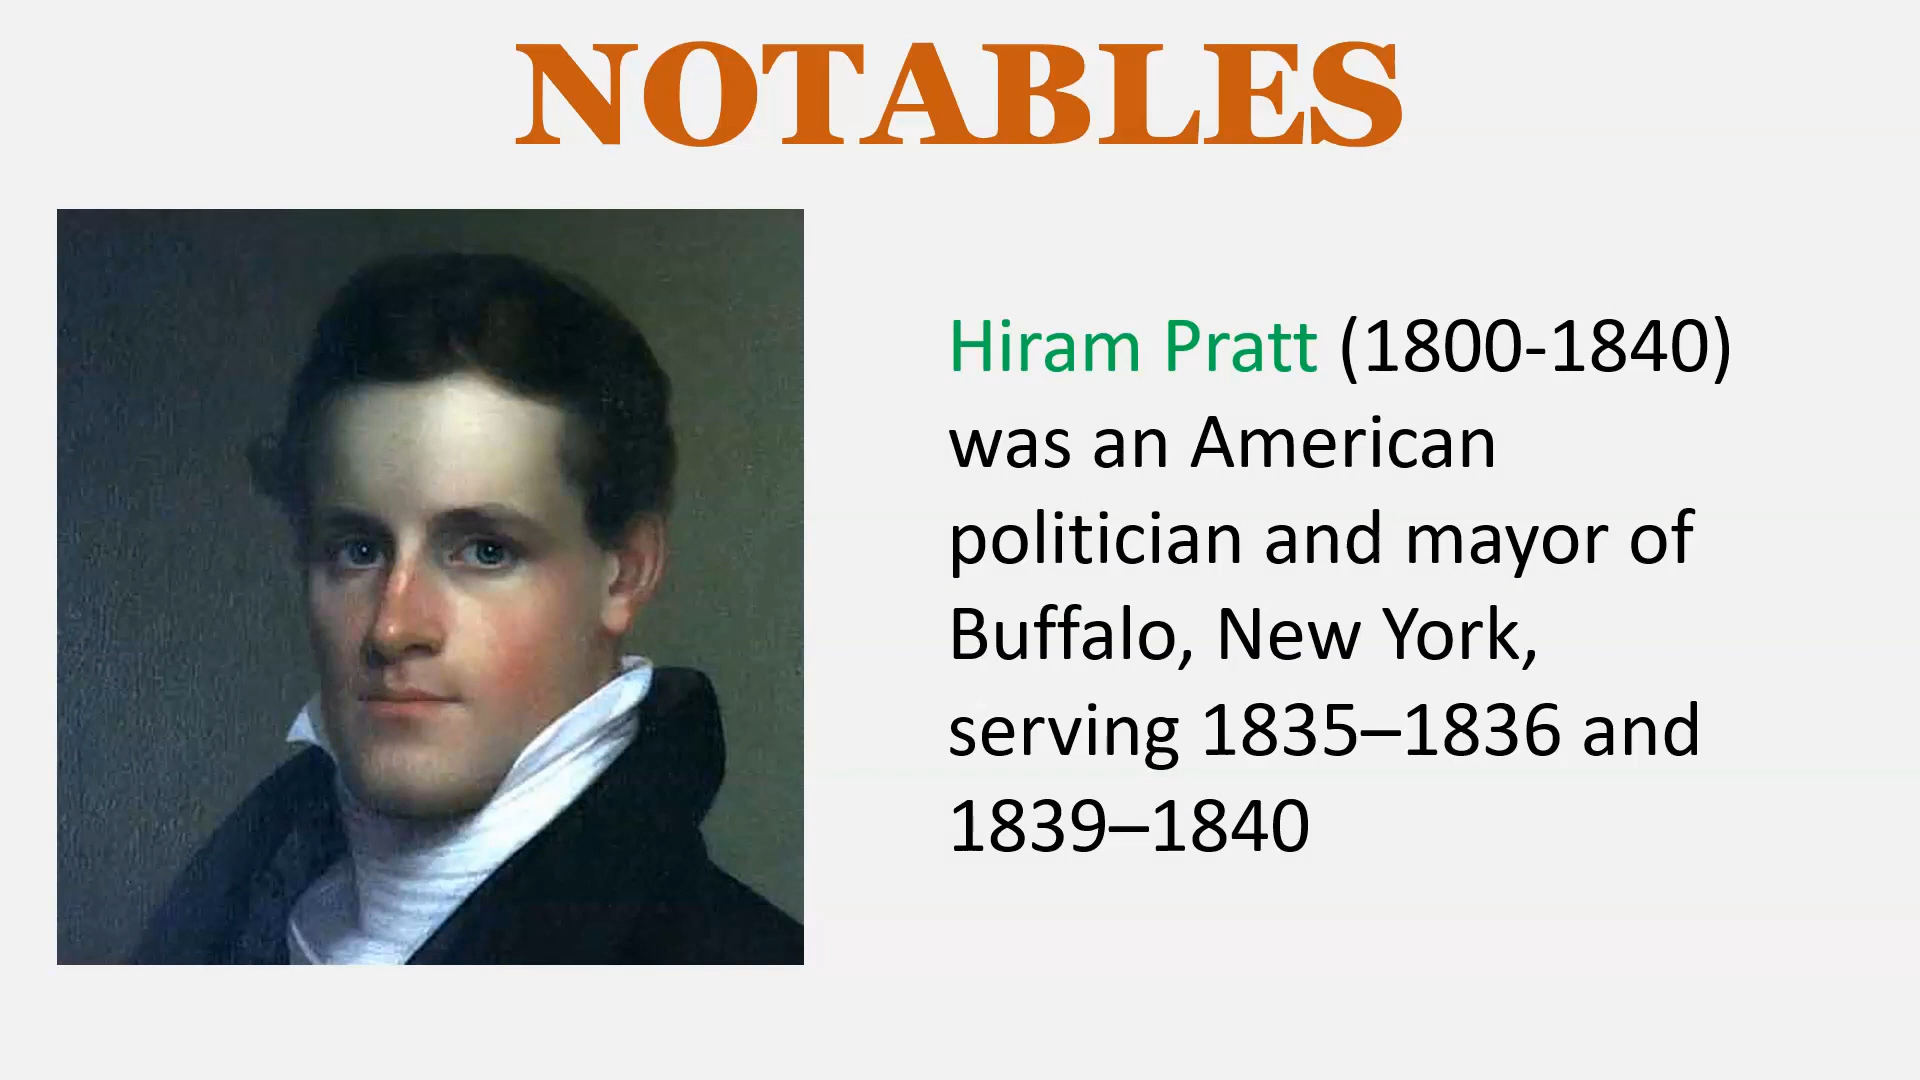 NOTABLES
Hiram Pratt (1800-1840)
was an American
politician and mayor of
Buffalo, New York,
serving 1835–1836 and
1839–1840